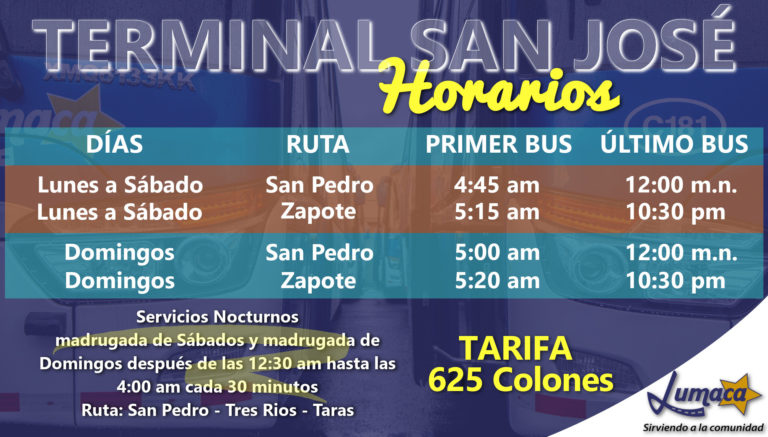 TERMINAL SAN JOSÉ
XMQ6133KK
Horarios
Lumaca
C181
DÍAS RUTA PRIMER BUS ÚLTIMO BUS
Lunes a Sábado San Pedro 4:45 am 12:00 m.n.
Lunes a Sábado Zapote 5:15 am 10:30 pm
Domingos San Pedro 5:00 am 12:00 m.n.
Domingos Zapote 5:20 am 10:30 pm
Servicios Nocturnos
madrugada de Sábados y madrugada de
Domingos después de las 12:30 am hasta las
4:00 am cada 30 minutos
Ruta: San Pedro - Tres Rios - Taras
TARIFA
625 Colones
Lumaca
Sirviendo a la comunidad